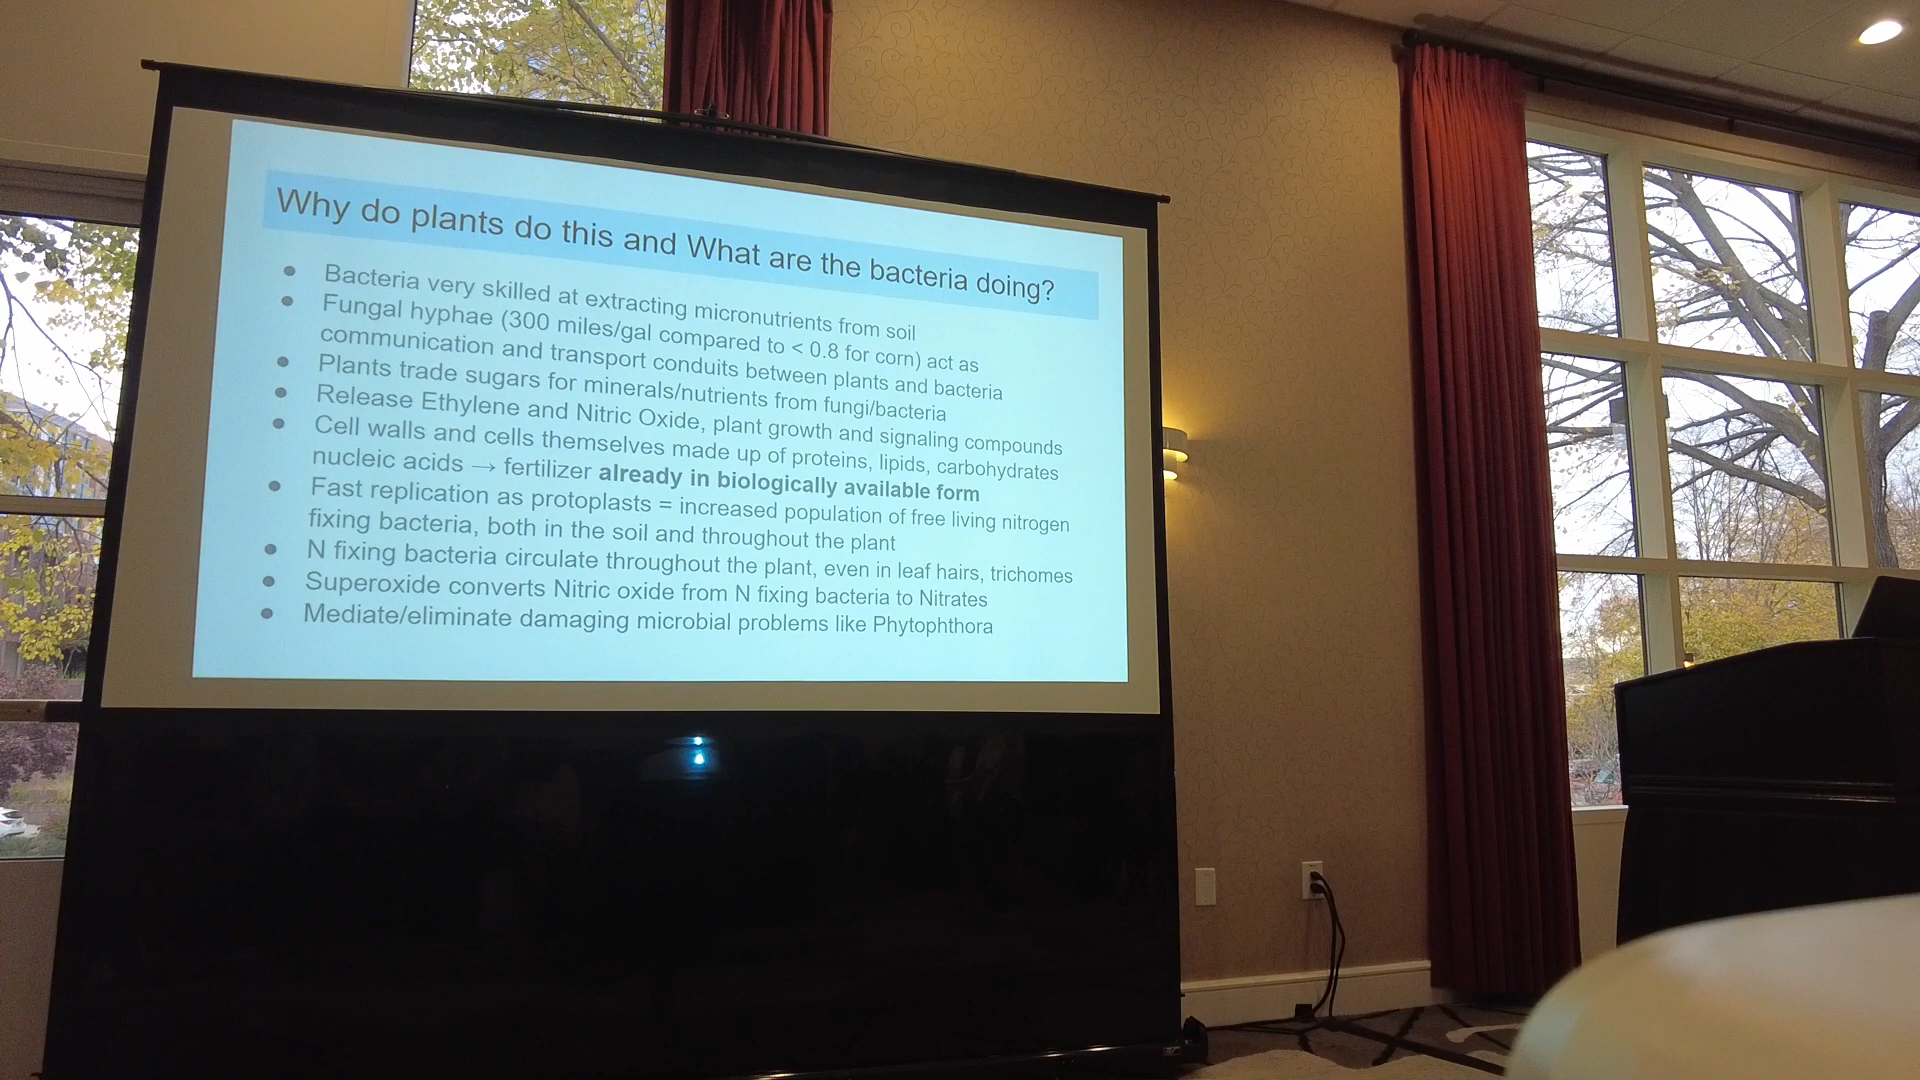 Why do plants do this and What are the bacteria doing?
● Bacteria very skilled at extracting micronutrients from soil
● Fungal hyphae (300 miles/gal compared to < 0.8 for corn) act as
communication and transport conduits between plants and bacteria
● Plants trade sugars for minerals/nutrients from fungi/bacteria
● Release Ethylene and Nitric Oxide, plant growth and signaling compounds
● Cell walls and cells themselves made up of proteins, lipids, carbohydrates
nucleic acids → fertilizer already in biologically available form
● Fast replication as protoplasts = increased population of free living nitrogen
fixing bacteria, both in the soil and throughout the plant
● N fixing bacteria circulate throughout the plant, even in leaf hairs, trichomes
● Superoxide converts Nitric oxide from N fixing bacteria to Nitrates
● Mediate/eliminate damaging microbial problems like Phytophthora